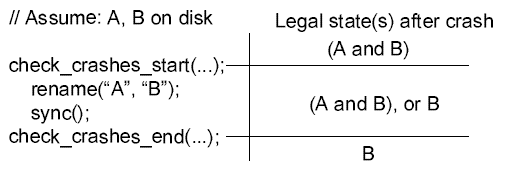 // Assume: A, B on disk
Legal state(s) after crash
(A and B)
check_crashes_start(...);
rename(“A”, “B”);
(A and B), or B
sync();
check_crashes_end(...);
B